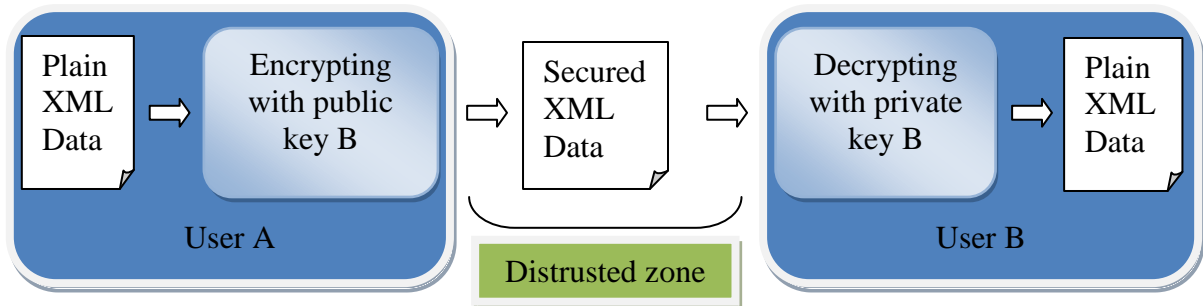 Plain
XML
Data
Encrypting
with public
key B
User A
Secured
XML
Data
Distrusted zone
Decrypting
with private
key B
Plain
XML
Data
User B